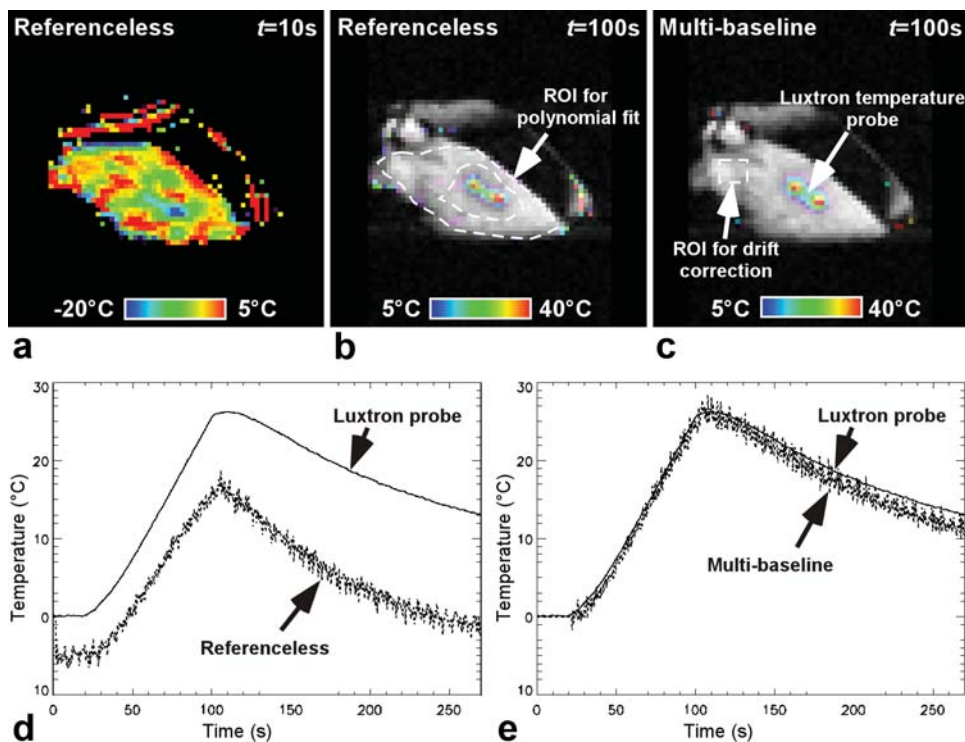 Referenceless t=10s
-20°C 5°C
a
Referenceless t=100s
ROI for
polynomial fit
5°C 40°C
b
Multi-baseline t=100s
Luxtron temperature
probe
ROI for drift
correction
5°C 40°C
c
30
20
10
0
10
Temperature (°C)
Luxtron probe
Referenceless
0 50 100 150 200 250
Time (s)
d
30
20
10
0
10
Temperature (°C)
Luxtron probe
Multi-baseline
0 50 100 150 200 250
Time (s)
e